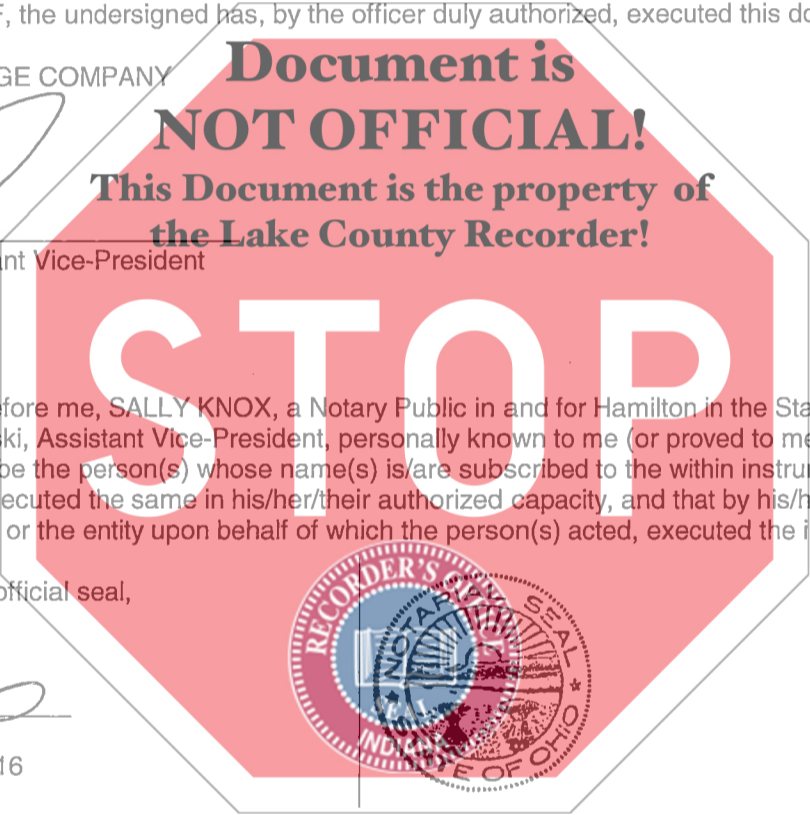 F, the undersigned has, by the officer duly authorized, executed this do
GE COMPANY
Document is
NOT OFFICIAL!
This Document is the property of
the Lake County Recorder!
nt Vice-President
STOP
efore me, SALLY KNOX, a Notary Public in and for Hamilton in the Sta
ki, Assistant Vice-President, personally known to me (or proved to me
be the person(s) whose name(s) is/are subscribed to the within instru
ecuted the same in his/her/their authorized capacity, and that by his/h
or the entity upon behalf of which the person(s) acted, executed the i
official seal,
RECORDER'S OFFICE
SEAL
INDIANA
NOTARIAL SEAL
STATE OF OHIO
16